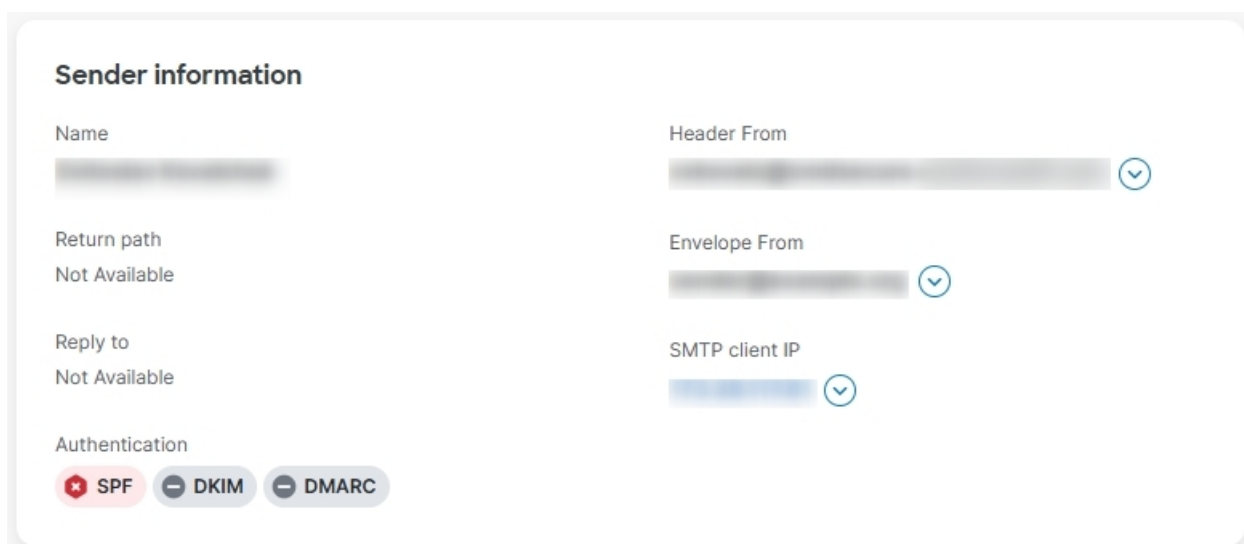 Sender information
Name
Header From
Return path
Not Available
Envelope From
Reply to
Not Available
SMTP client IP
Authentication
SPF DKIM DMARC